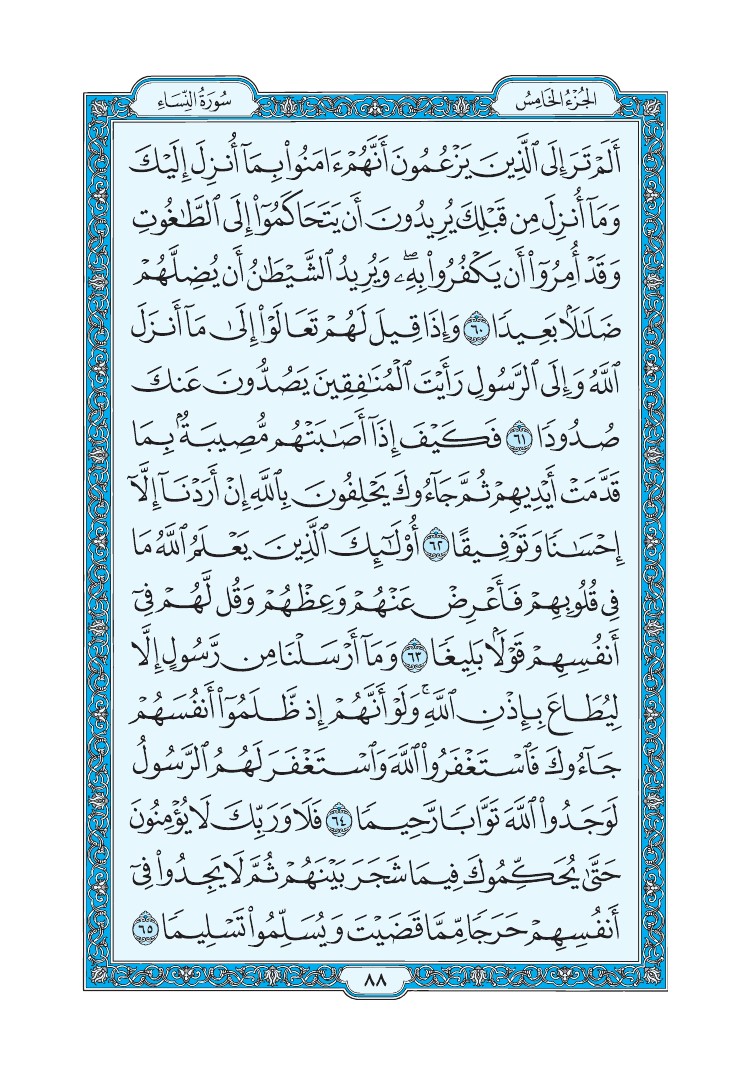 الجُزْءُ الخَامِسُ
سُورَةُ النِّسَاءِ
أَلَمْ تَرَ إِلَى ٱلَّذِينَ يَزْعُمُونَ أَنَّهُمْ ءَامَنُوا۟ بِمَآ أُنزِلَ إِلَيْكَ
وَمَآ أُنزِلَ مِن قَبْلِكَ يُرِيدُونَ أَن يَتَحَاكَمُوٓا۟ إِلَى ٱلطَّٰغُوتِ
وَقَدْ أُمِرُوٓا۟ أَن يَكْفُرُوا۟ بِهِۦۖ وَيُرِيدُ ٱلشَّيْطَٰنُ أَن يُضِلَّهُمْ
ضَلَٰلًۢا بَعِيدًا ٦٠ وَإِذَا قِيلَ لَهُمْ تَعَالَوْا۟ إِلَىٰ مَآ أَنزَلَ
ٱللَّهُ وَإِلَى ٱلرَّسُولِ رَأَيْتَ ٱلْمُنَٰفِقِينَ يَصُدُّونَ عَنكَ
صُدُودًا ٦١ فَكَيْفَ إِذَآ أَصَٰبَتْهُم مُّصِيبَةٌۢ بِمَا
قَدَّمَتْ أَيْدِيهِمْ ثُمَّ جَآءُوكَ يَحْلِفُونَ بِٱللَّهِ إِنْ أَرَدْنَآ إِلَّآ
إِحْسَٰنًا وَتَوْفِيقًا ٦٢ أُو۟لَٰٓئِكَ ٱلَّذِينَ يَعْلَمُ ٱللَّهُ مَا
فِى قُلُوبِهِمْ فَأَعْرِضْ عَنْهُمْ وَعِظْهُمْ وَقُل لَّهُمْ فِىٓ
أَنفُسِهِمْ قَوْلًۢا بَلِيغًا ٦٣ وَمَآ أَرْسَلْنَا مِن رَّسُولٍ إِلَّا
لِيُطَاعَ بِإِذْنِ ٱللَّهِۚ وَلَوْ أَنَّهُمْ إِذ ظَّلَمُوٓا۟ أَنفُسَهُمْ
جَآءُوكَ فَٱسْتَغْفَرُوا۟ ٱللَّهَ وَٱسْتَغْفَرَ لَهُمُ ٱلرَّسُولُ
لَوَجَدُوا۟ ٱللَّهَ تَوَّابًا رَّحِيمًا ٦٤ فَلَا وَرَبِّكَ لَا يُؤْمِنُونَ
حَتَّىٰ يُحَكِّمُوكَ فِيمَا شَجَرَ بَيْنَهُمْ ثُمَّ لَا يَجِدُوا۟ فِىٓ
أَنفُسِهِمْ حَرَجًا مِّمَّا قَضَيْتَ وَيُسَلِّمُوا۟ تَسْلِيمًا ٦٥
٨٨